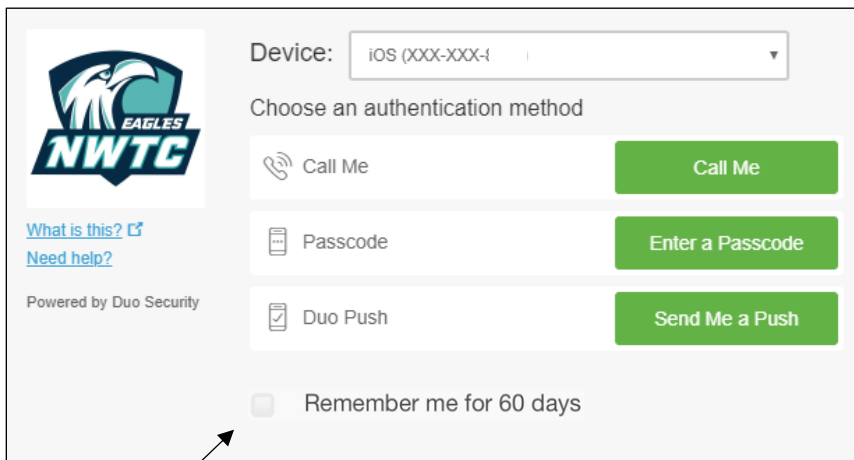 Device: iOS (XXX-XXX-8
Choose an authentication method
EAGLES
NWTC
Call Me Call Me
What is this?
Need help?
Passcode Enter a Passcode
Powered by Duo Security
Duo Push Send Me a Push
Remember me for 60 days